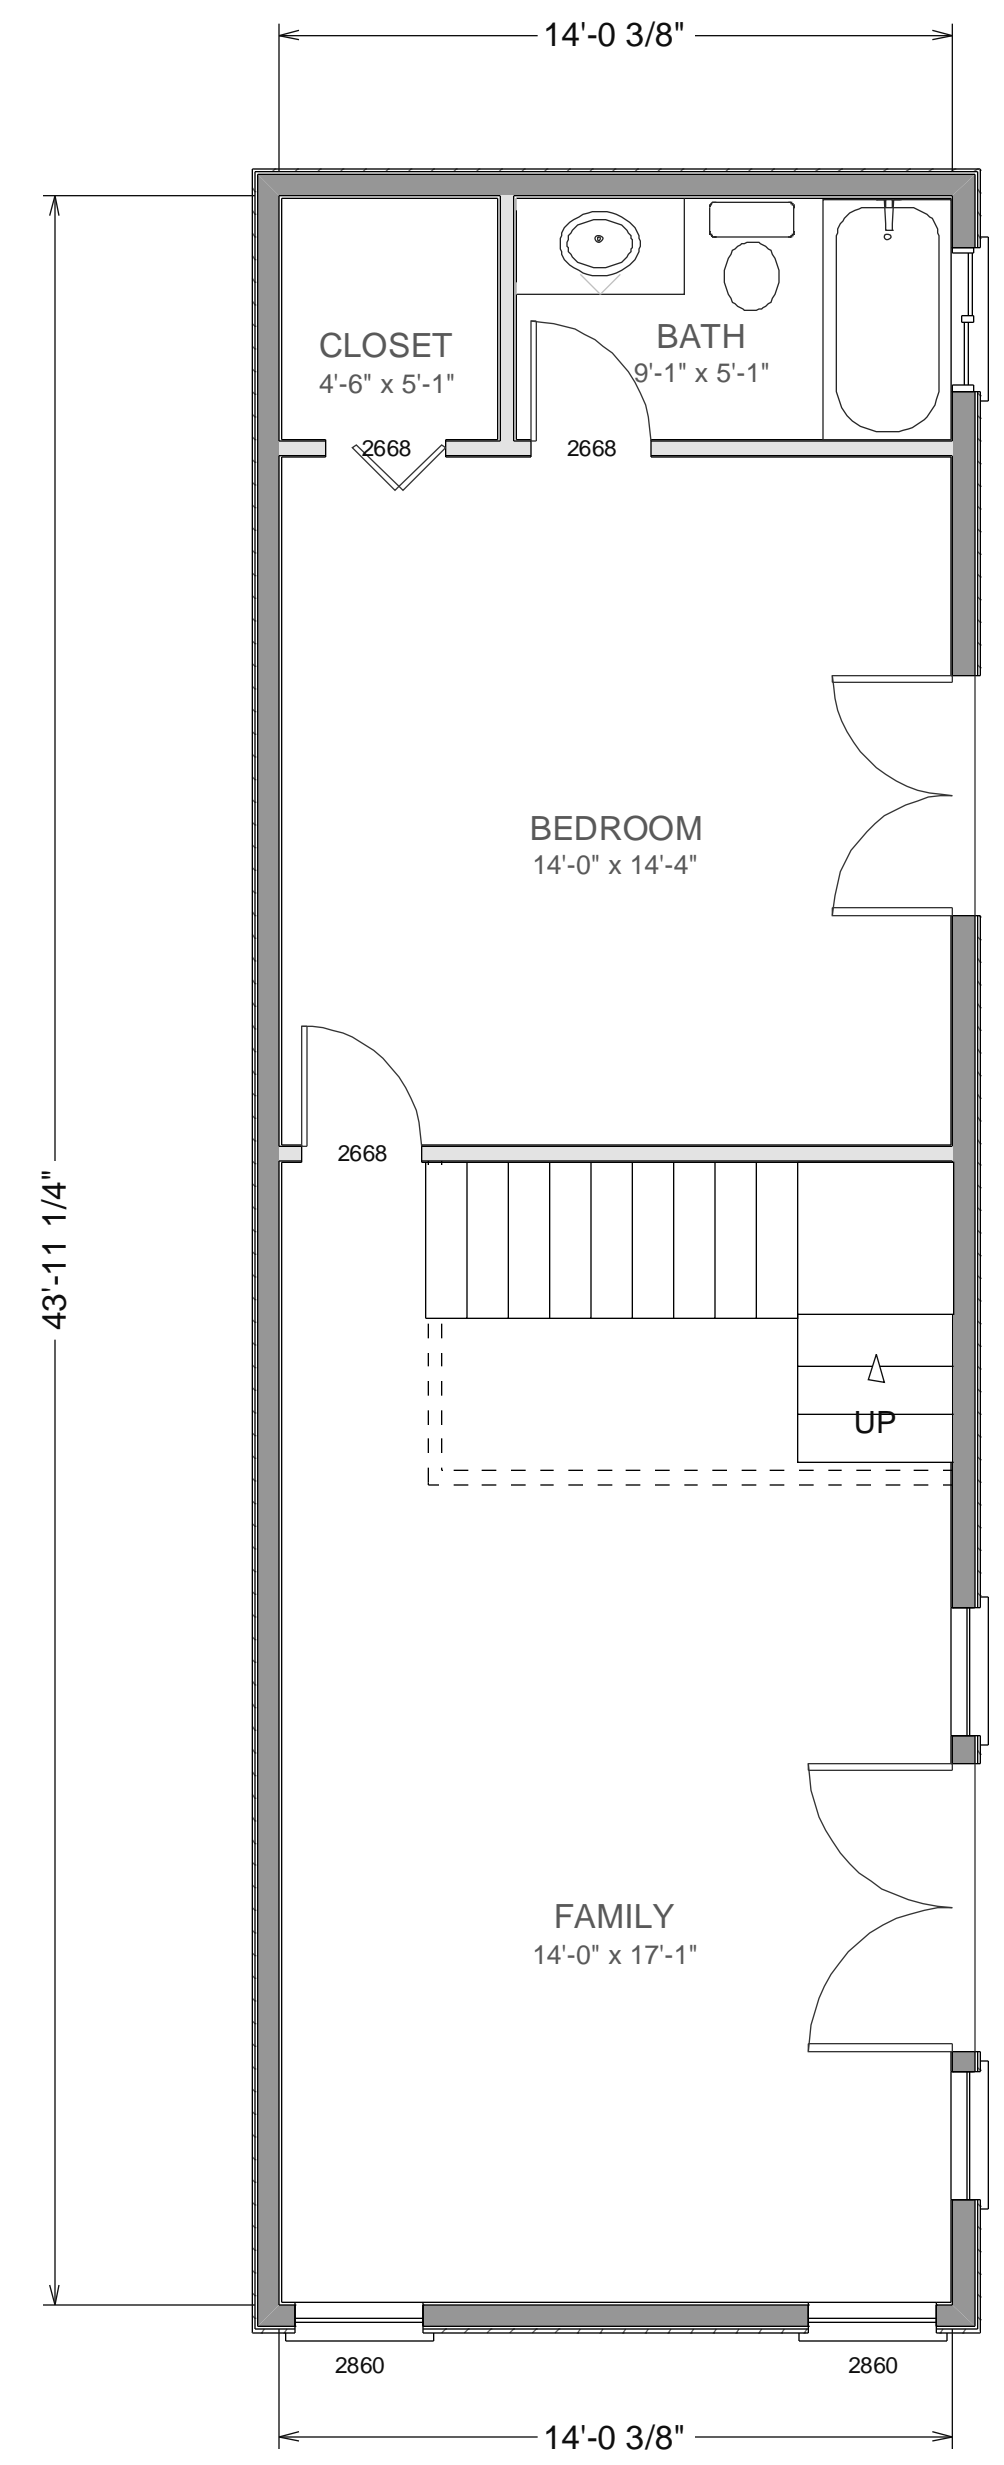 14'-0 3/8"
CLOSET
4'-6" x 5'-1"
BATH
9'-1" x 5'-1"
2668
2668
BEDROOM
14'-0" x 14'-4"
2668
43'-11 1/4"
UP
FAMILY
14'-0" x 17'-1"
2860
2860
14'-0 3/8"